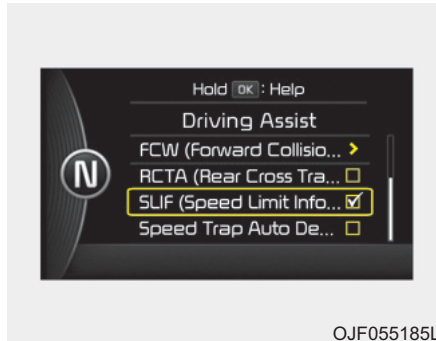 Hold OK : Help
Driving Assist
FCW (Forward Collisio... >
N
RCTA (Rear Cross Tra...
SLIF (Speed Limit Info...
Speed Trap Auto De...
OJF055185L